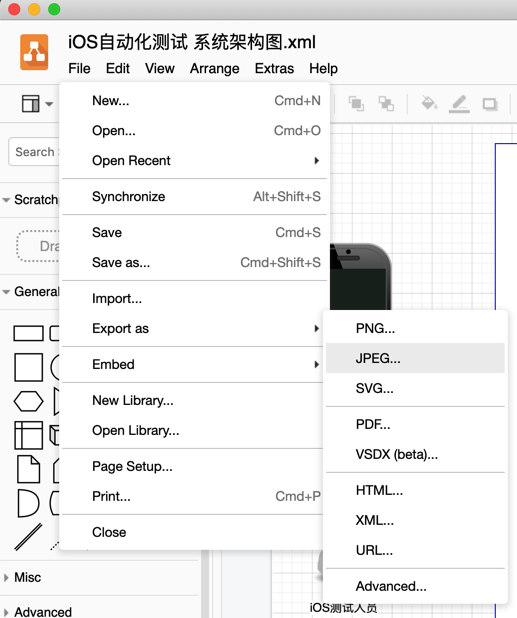 iOS自动化测试 系统架构图.xml
File Edit View Arrange Extras Help
New... Cmd+N
Open... Cmd+O
Open Recent
Search
Synchronize Alt+Shift+S
Scratch
Save Cmd+S
Save as... Cmd+Shift+S
Dra
General
Import...
Export as
PNG...
JPEG...
SVG...
PDF...
VSDX (beta)...
HTML...
XML...
URL...
Advanced...
Embed
New Library...
Open Library...
Page Setup...
Print... Cmd+P
Close
Misc
Advanced
iOS测试人员